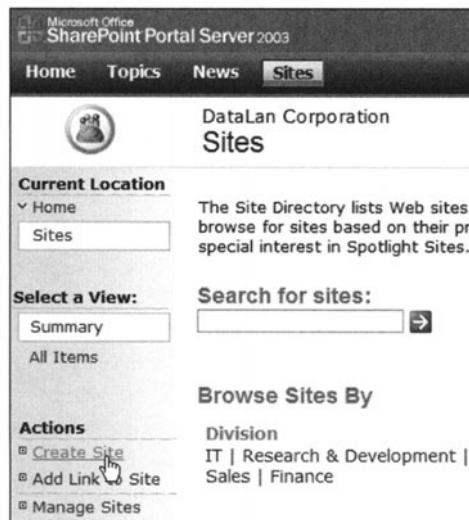 Microsoft Office
SharePoint Portal Server 2003
Home Topics News Sites
DataLan Corporation
Sites
Current Location
Home
Sites
The Site Directory lists Web sites
browse for sites based on their pr
special interest in Spotlight Sites.
Select a View:
Summary
All Items
Search for sites:
Browse Sites By
Division
IT | Research & Development |
Sales | Finance
Actions
Create Site
Add Link to Site
Manage Sites